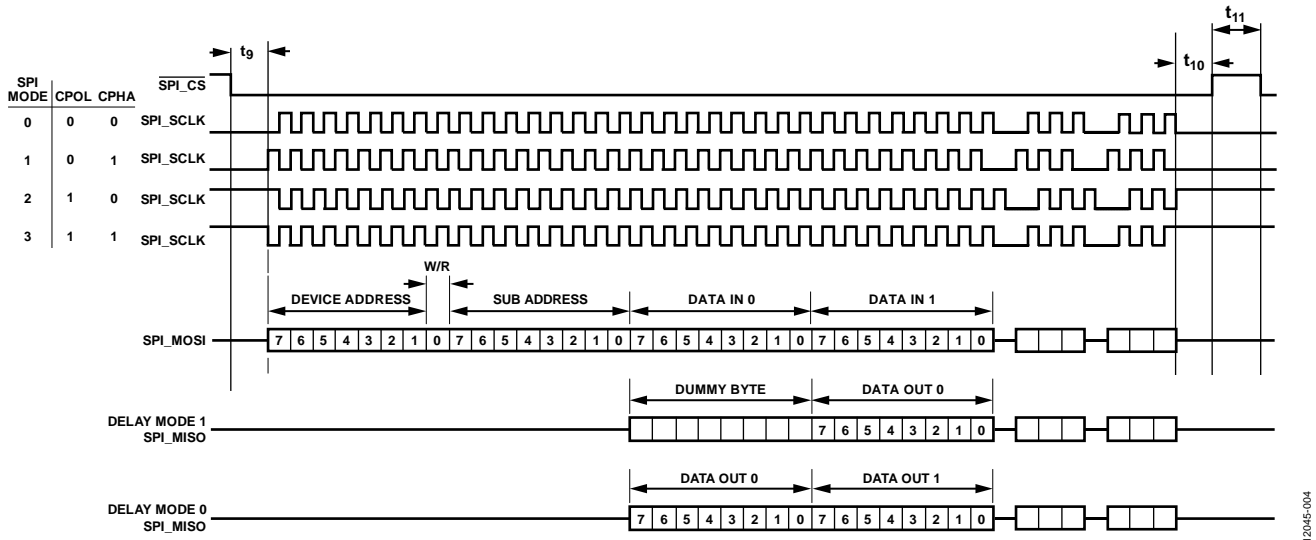 t11
t9
t10
SPI
MODE CPOL CPHA
SPI_CS
0 0 0 SPI_SCLK
1 0 1 SPI_SCLK
2 1 0 SPI_SCLK
3 1 1 SPI_SCLK
W/R
DEVICE ADDRESS SUB ADDRESS DATA IN 0 DATA IN 1
SPI_MOSI 7 6 5 4 3 2 1 0 7 6 5 4 3 2 1 0 7 6 5 4 3 2 1 0 7 6 5 4 3 2 1 0
DUMMY BYTE DATA OUT 0
DELAY MODE 1
SPI_MISO
7 6 5 4 3 2 1 0
DATA OUT 0 DATA OUT 1
DELAY MODE 0
SPI_MISO
7 6 5 4 3 2 1 0 7 6 5 4 3 2 1 0
12045-004